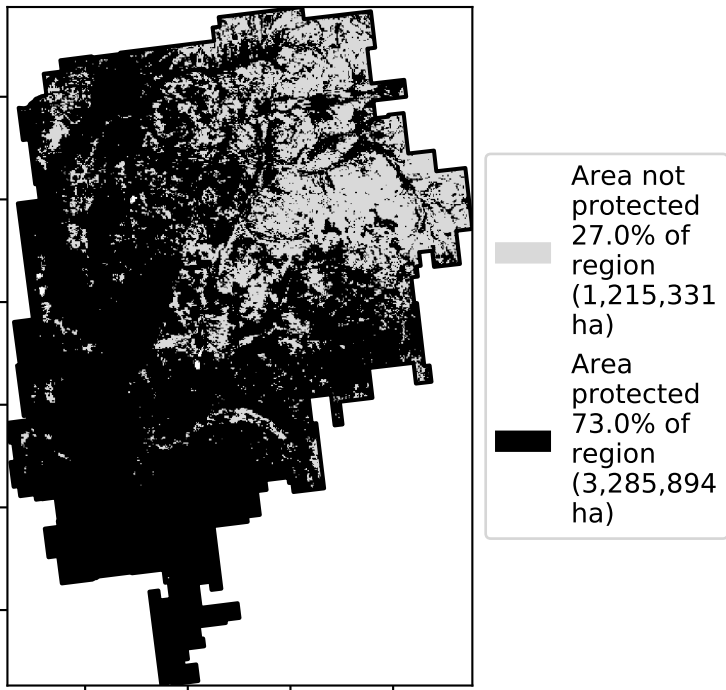 Area not
protected
27.0% of
region
(1,215,331
ha)
Area
protected
73.0% of
region
(3,285,894
ha)